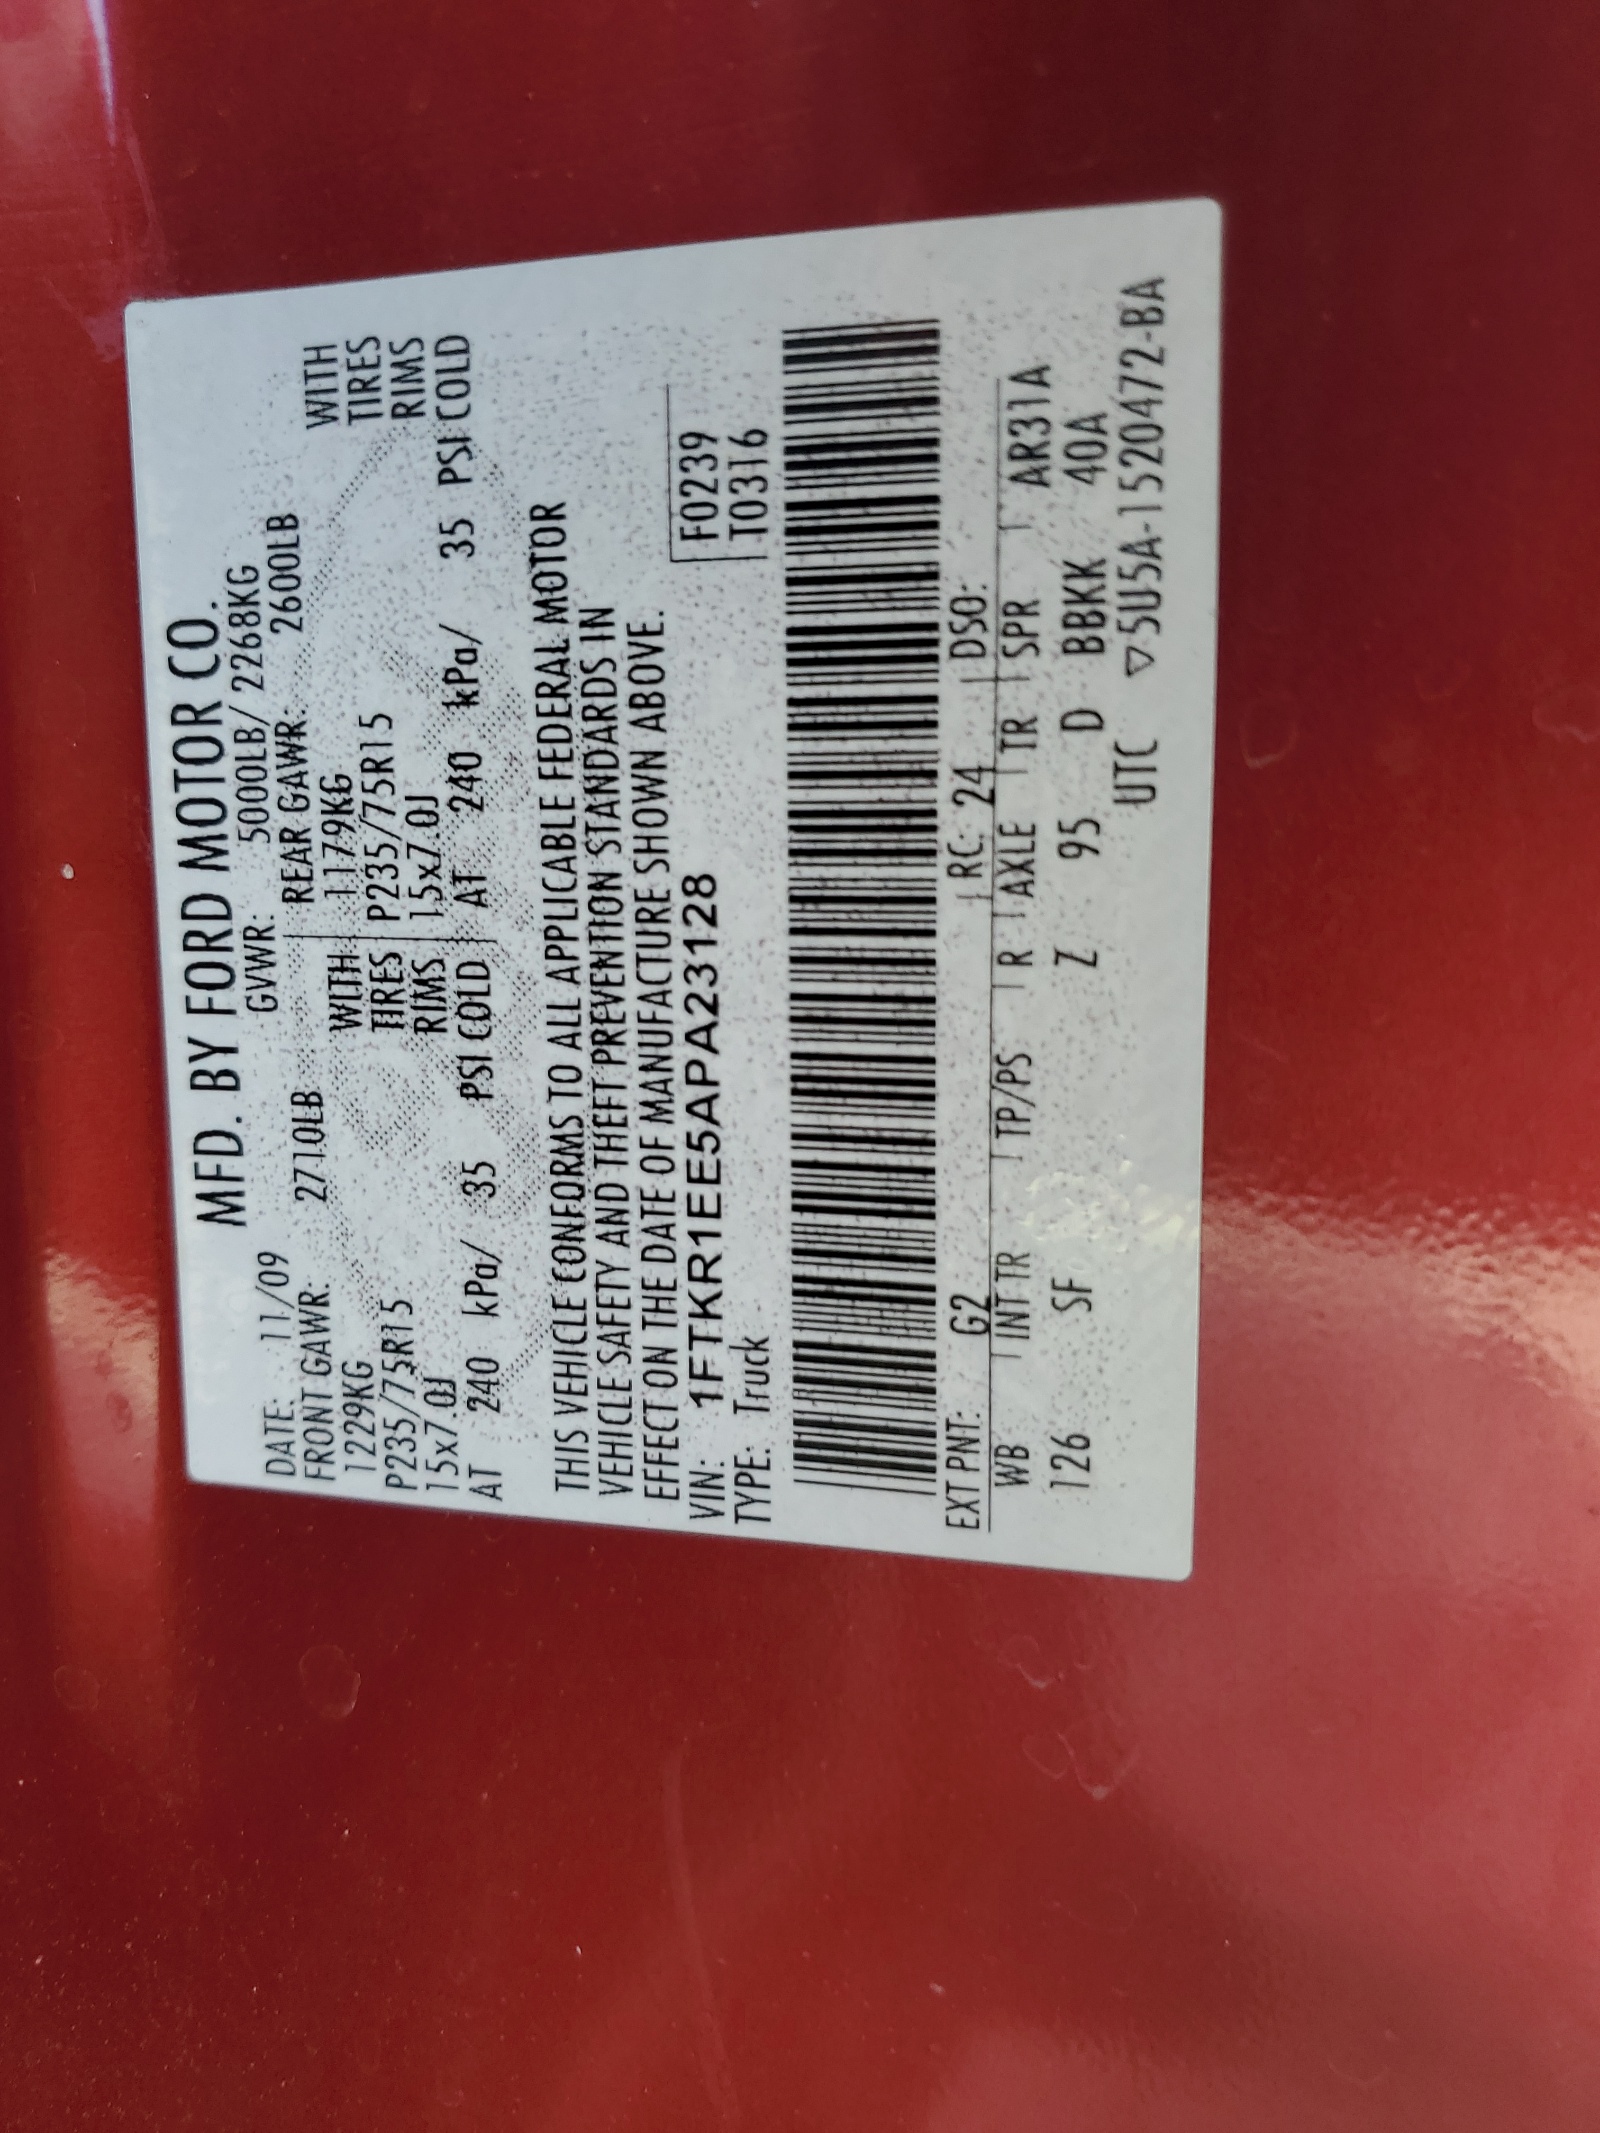 MFD. BY FORD MOTOR CO.
DATE: 11/09 GVWR: 5000LB/2268KG
FRONT GAWR: 2710LB REAR GAWR: 2600LB
1229KG WITH 1179KG WITH
P235/75R15 TIRES P235/75R15 TIRES
15x7.0J RIMS 15x7.0J RIMS
AT 240 kPa/ 35 PSI COLD AT 240 kPa/ 35 PSI COLD
THIS VEHICLE CONFORMS TO ALL APPLICABLE FEDERAL MOTOR
VEHICLE SAFETY AND THEFT PREVENTION STANDARDS IN
EFFECT ON THE DATE OF MANUFACTURE SHOWN ABOVE.
VIN: 1FTKR1EE5APA23128 F0239
TYPE: Truck T0316
EXT PNT: G2 RC: 24 DSO:
WB INT TR TP/PS R AXLE TR SPR AR31A
126 SF Z 95 D BBKK 40A
UTC ▽5U5A-1520472-BA